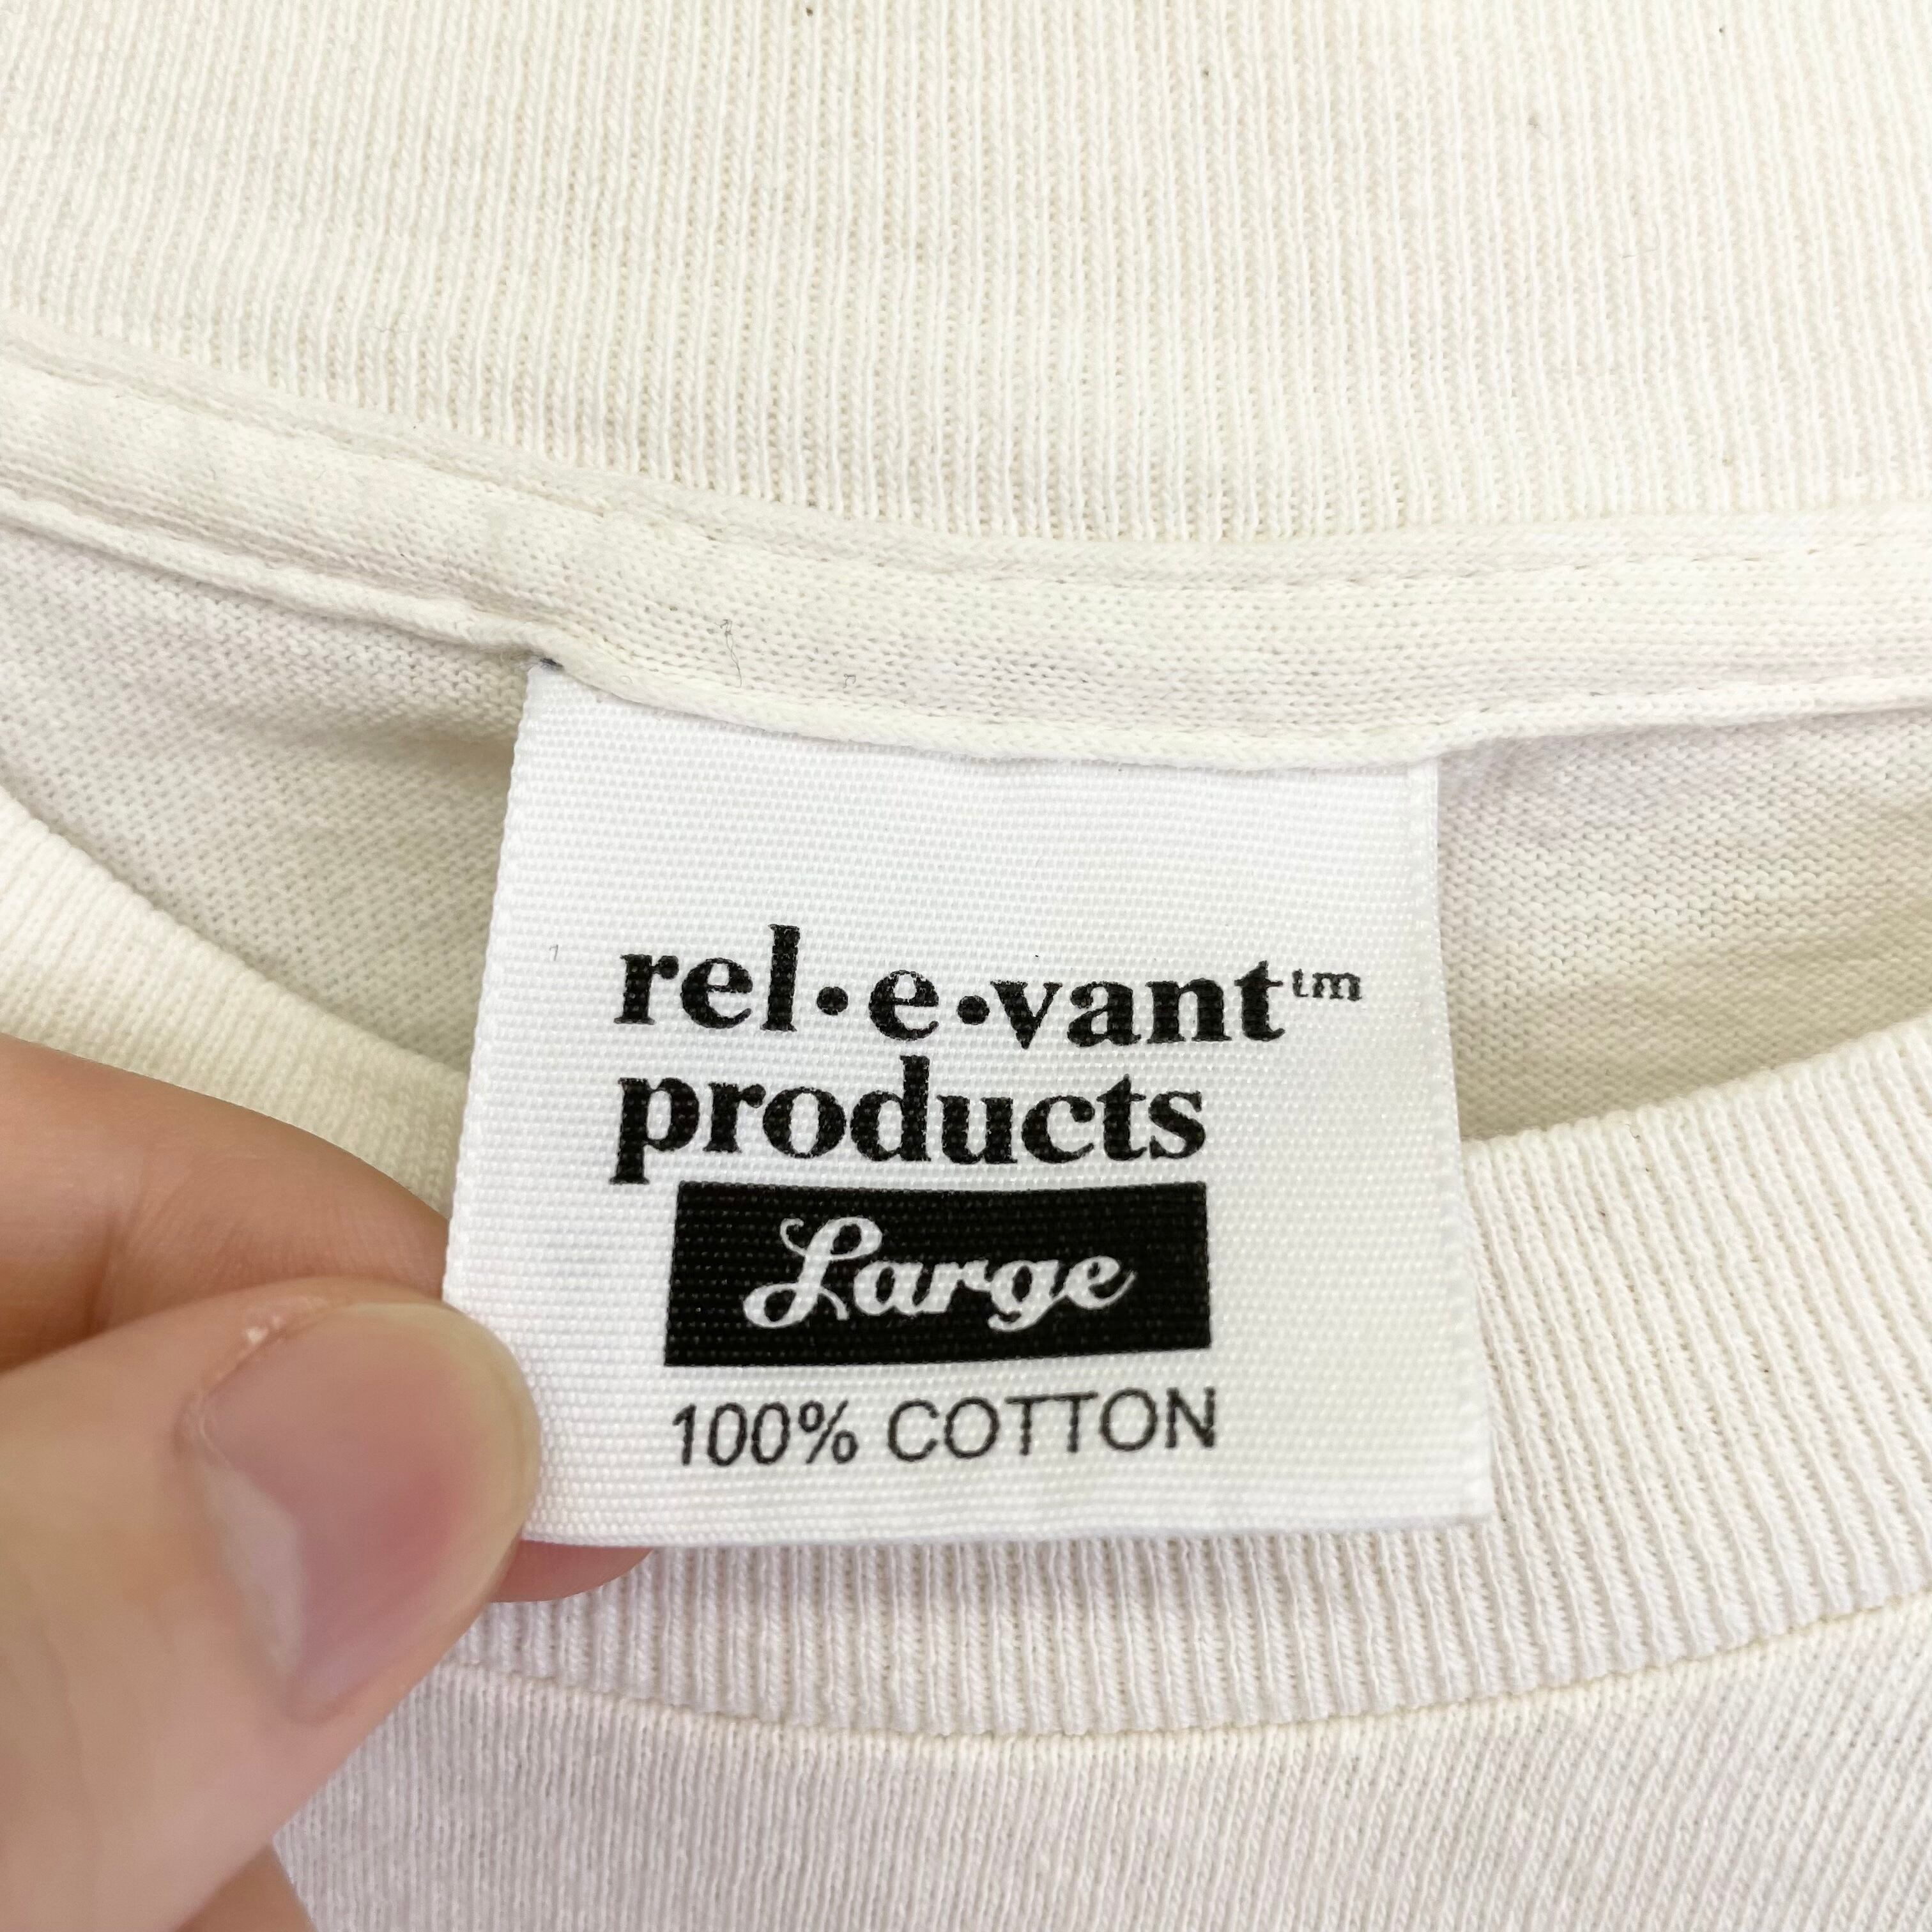 rel•e•vant™
products
Large
100% COTTON